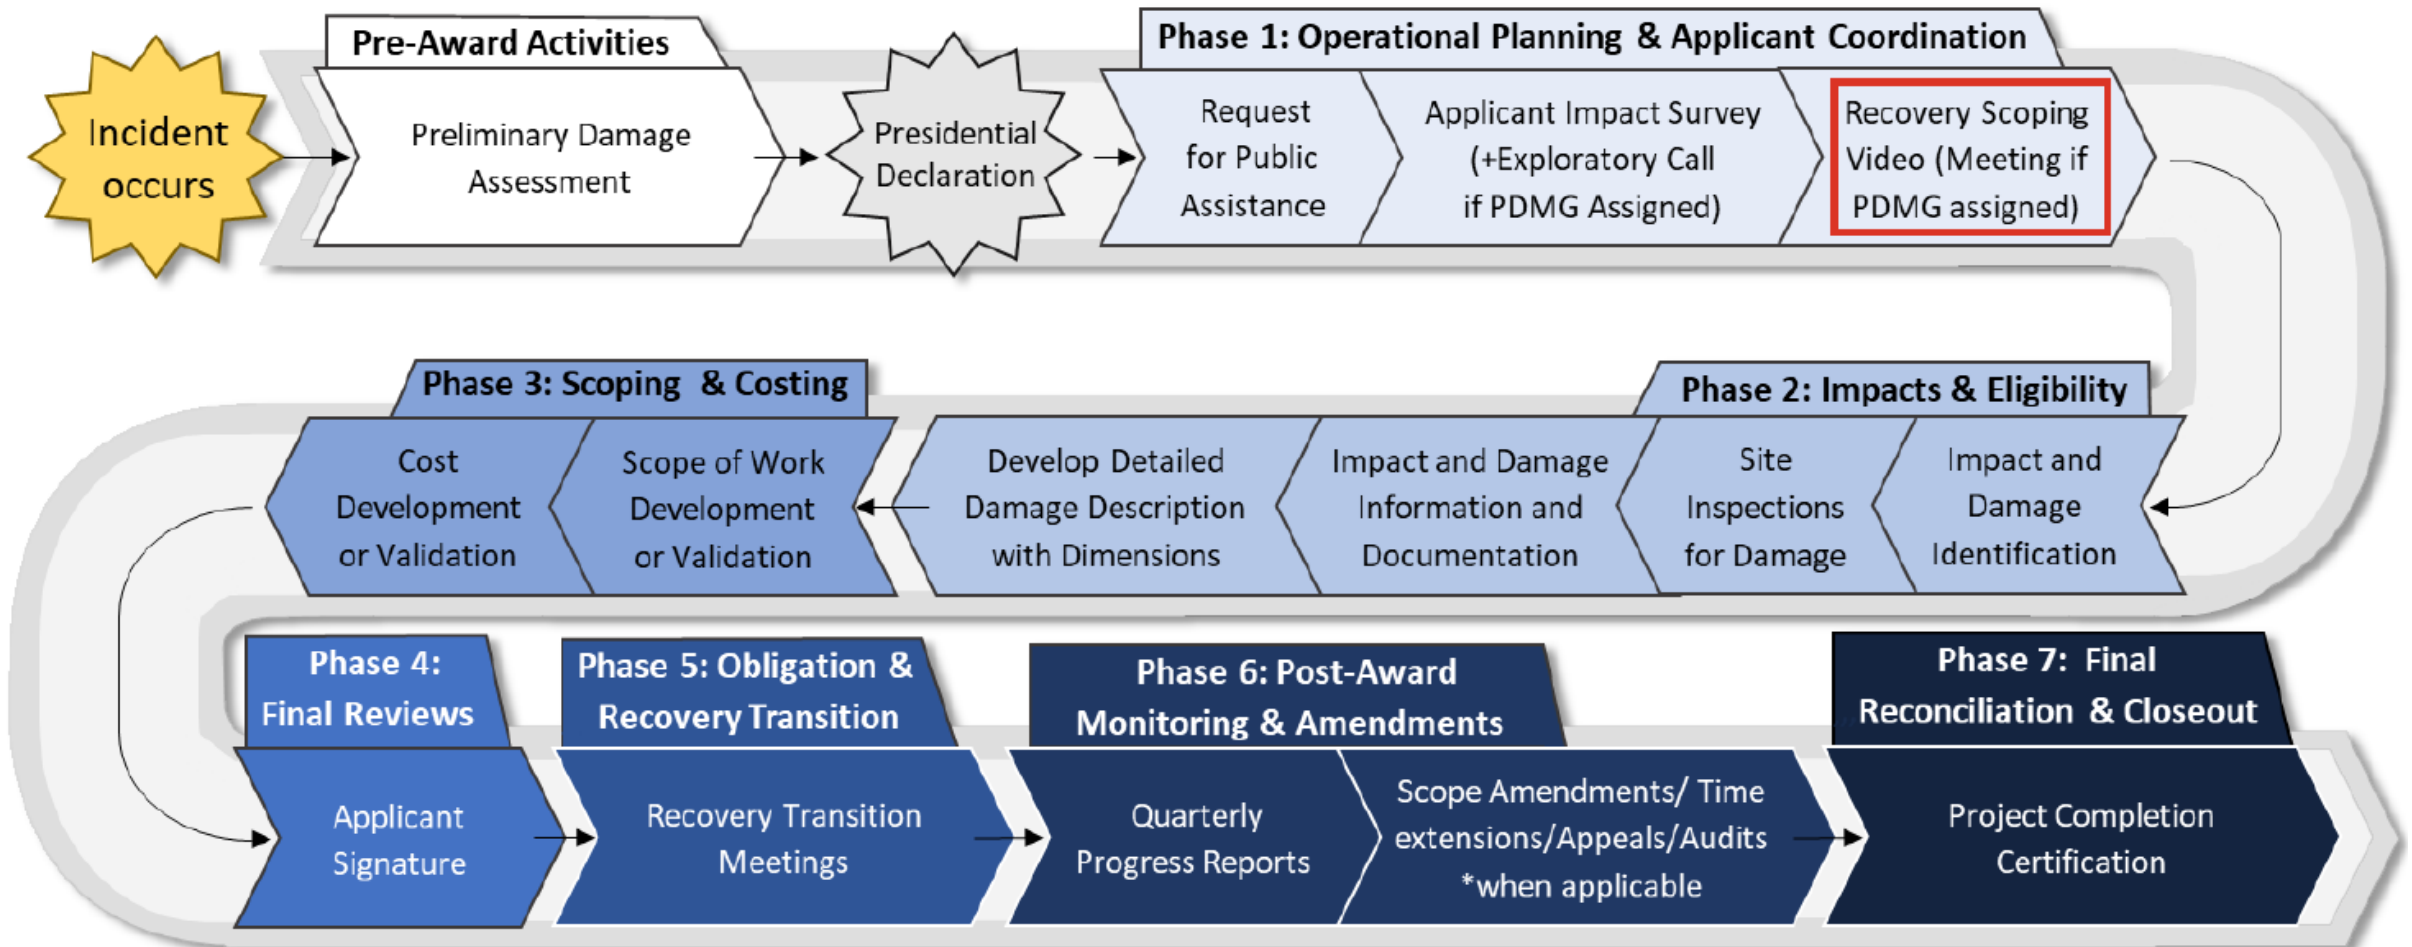 Incident
occurs
Pre-Award Activities
Preliminary Damage
Assessment
Presidential
Declaration
Phase 1: Operational Planning & Applicant Coordination
Request
for Public
Assistance
Applicant Impact Survey
(+Exploratory Call
if PDMG Assigned)
Recovery Scoping
Video (Meeting if
PDMG assigned)
Phase 2: Impacts & Eligibility
Impact and
Damage
Identification
Site
Inspections
for Damage
Impact and Damage
Information and
Documentation
Develop Detailed
Damage Description
with Dimensions
Phase 3: Scoping & Costing
Scope of Work
Development
or Validation
Cost
Development
or Validation
Phase 4:
Final Reviews
Applicant
Signature
Phase 5: Obligation &
Recovery Transition
Recovery Transition
Meetings
Phase 6: Post-Award
Monitoring & Amendments
Quarterly
Progress Reports
Scope Amendments/ Time
extensions/Appeals/Audits
*when applicable
Phase 7: Final
Reconciliation & Closeout
Project Completion
Certification